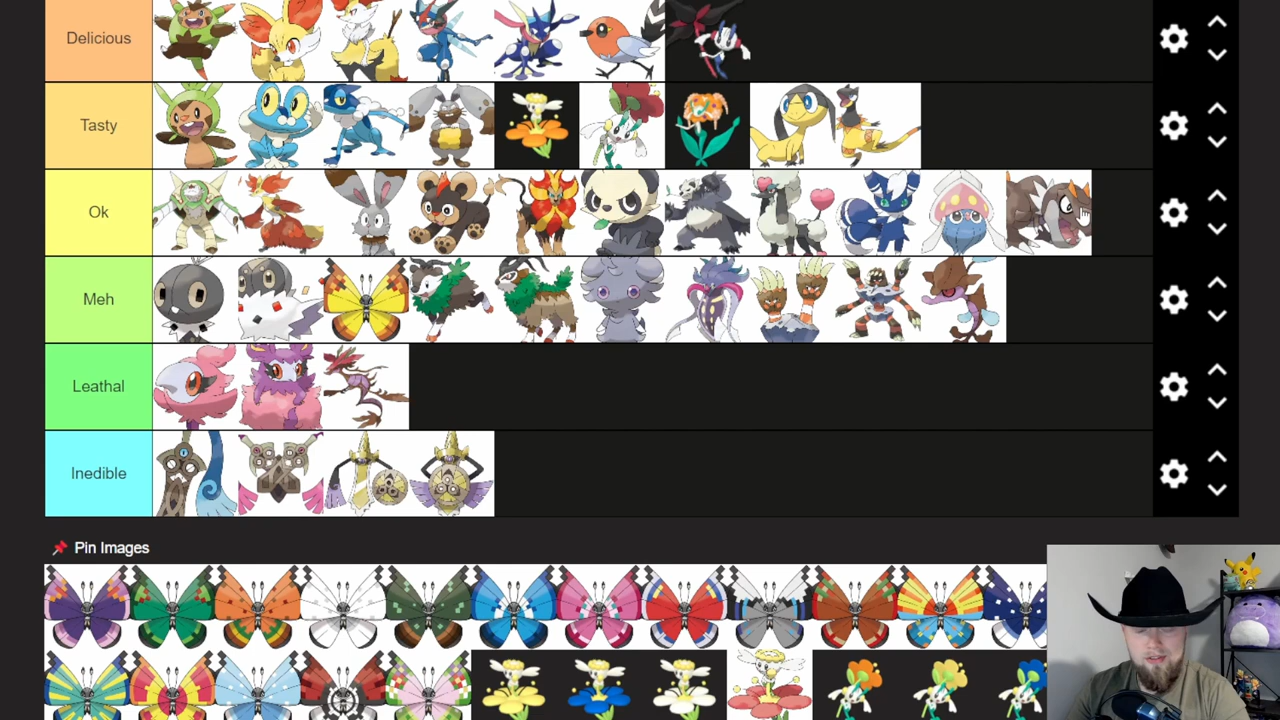 Delicious
Tasty
Ok
Meh
Leathal
Inedible
Pin Images